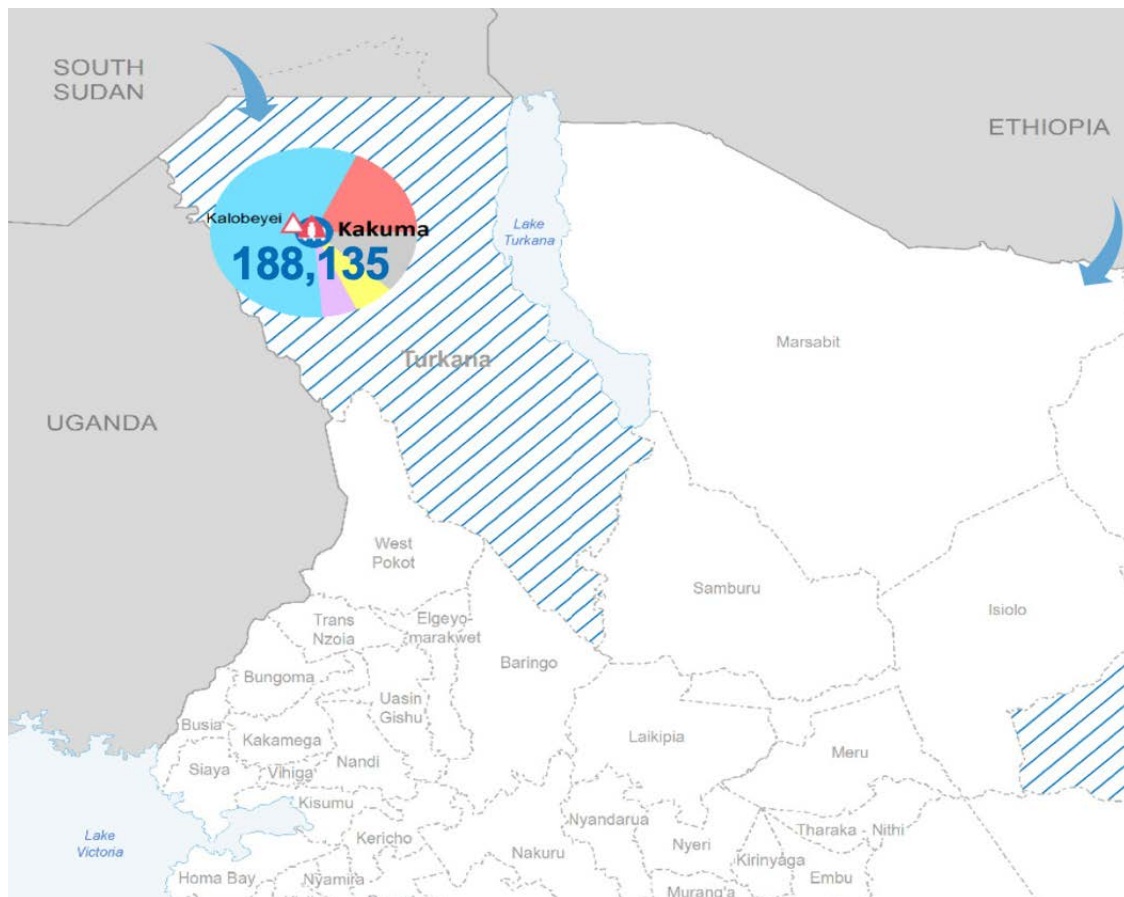 SOUTH
SUDAN
ETHIOPIA
Kalobeyei
Kakuma
188,135
Lake
Turkana
Marsabit
Turkana
UGANDA
West
Pokot
Samburu
Isiolo
Trans
Nzoia
Elgeyo-
marakwet
Baringo
Bungoma
Uasin
Gishu
Busia
Kakamega
Laikipia
Meru
Siaya
Vihiga
Nandi
Kisumu
Nyandarua
Tharaka
Nithi
Lake
Victoria
Kericho
Nyeri
Nakuru
Kirinyaga
Embu
Homa Bay
Nyamira
Murang'a